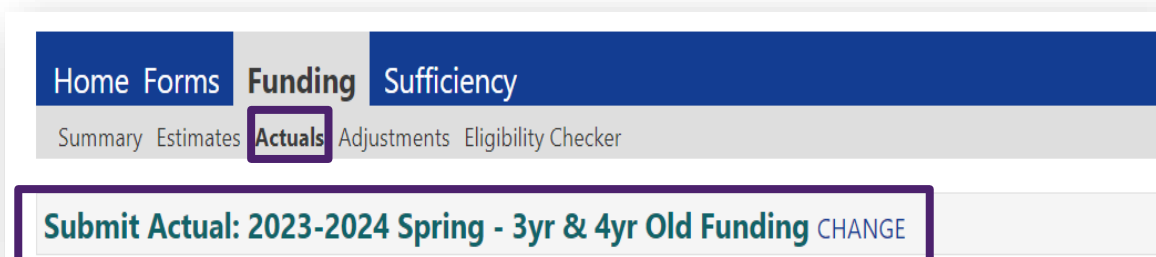 Home Forms Funding Sufficiency
Summary Estimates Actuals Adjustments Eligibility Checker
Submit Actual: 2023-2024 Spring - 3yr & 4yr Old Funding CHANGE